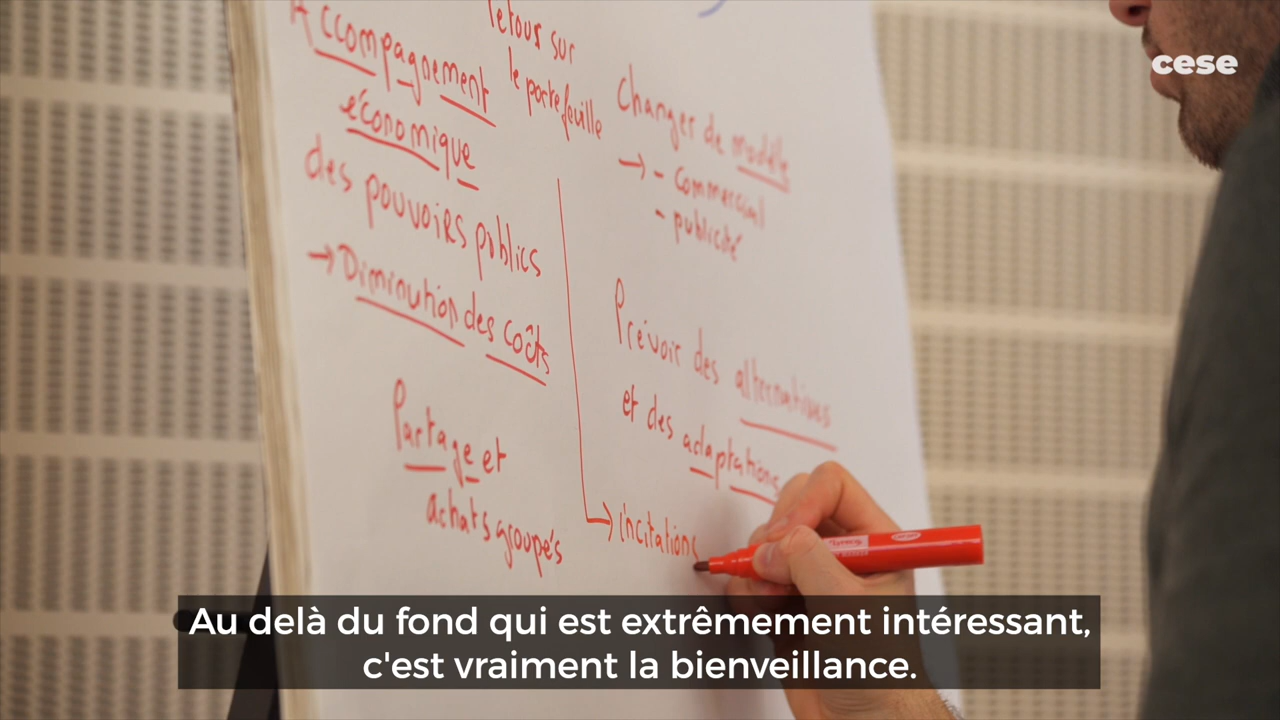 cese
Accompagnement
économique
des pouvoirs publics
→ Diminution des coûts
Partage et
achats groupés
retour sur
le portefeuille
→ incitations
Changer de modèle
→ - commercial
- publicité
Prévoir des alternatives
et des adaptations
Au delà du fond qui est extrêmement intéressant,
c'est vraiment la bienveillance.